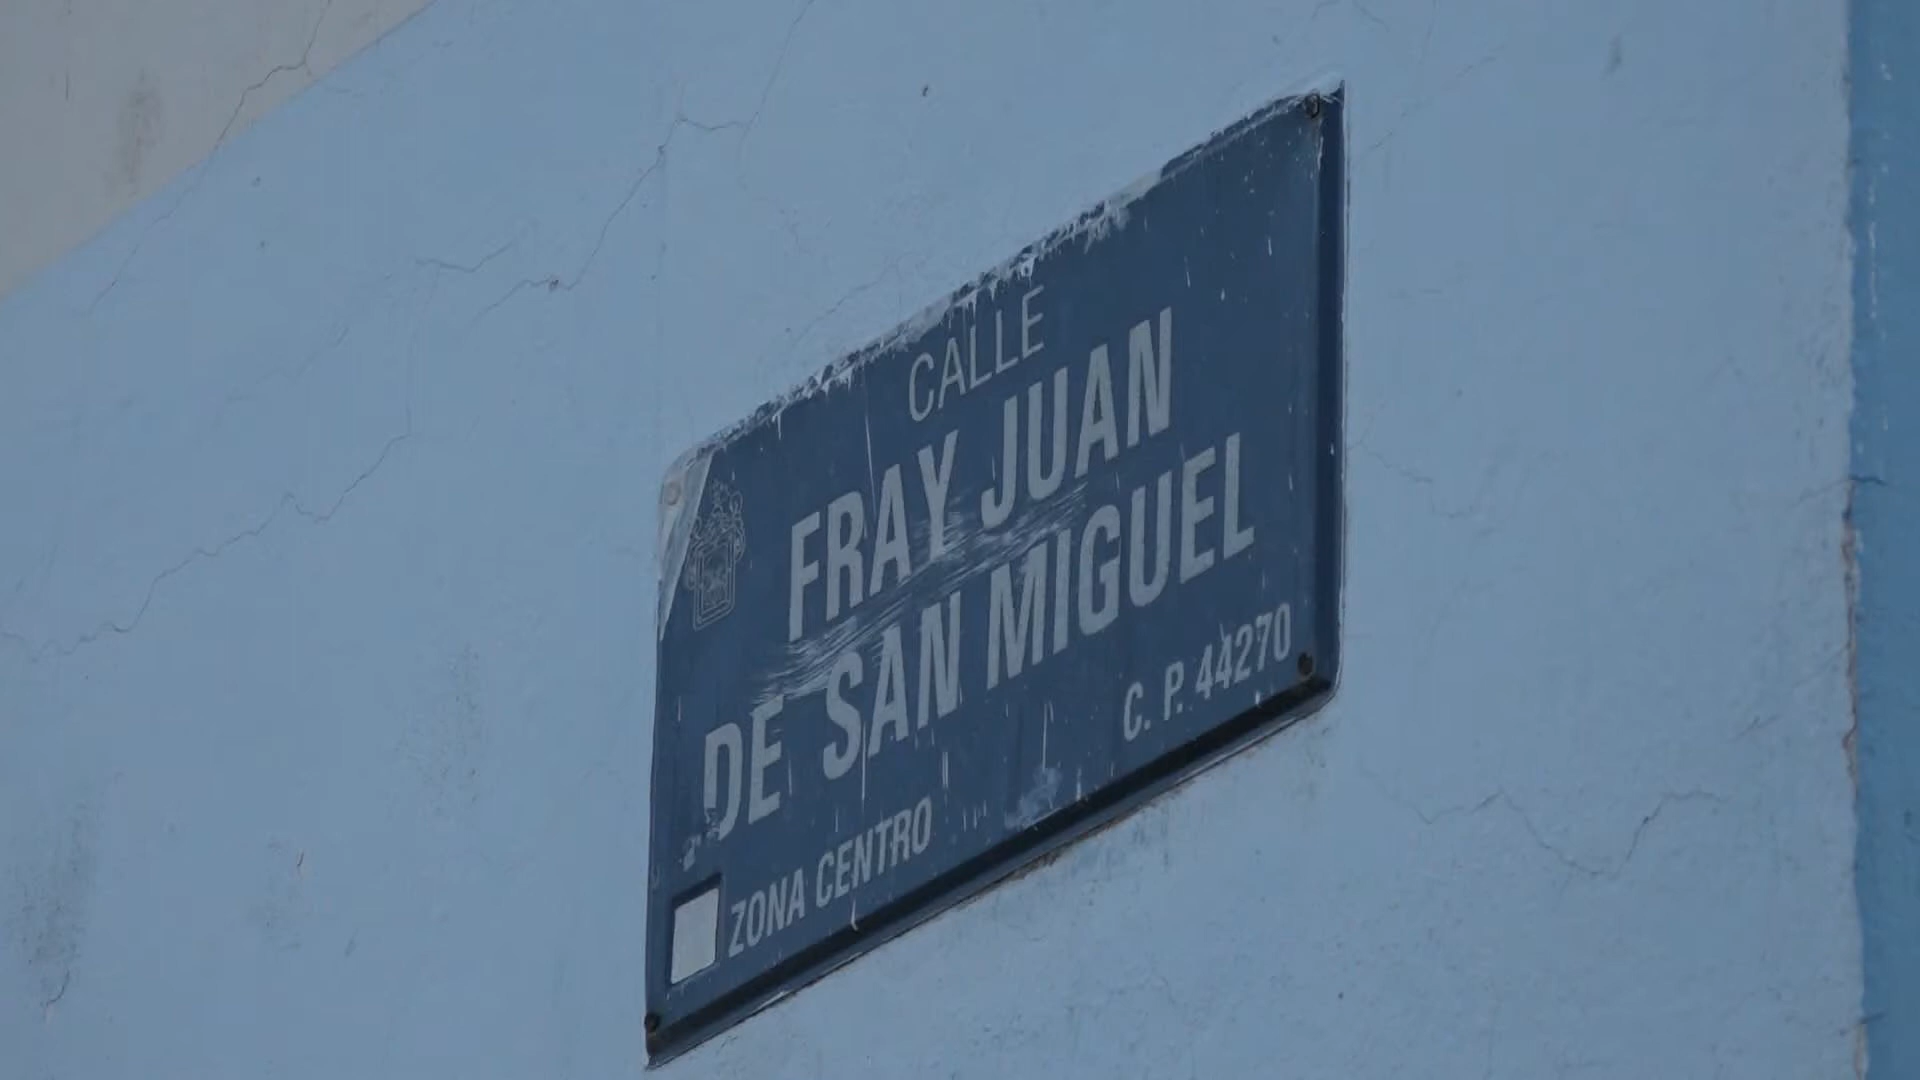 CALLE
FRAY JUAN
DE SAN MIGUEL
C. P. 44270
ZONA CENTRO